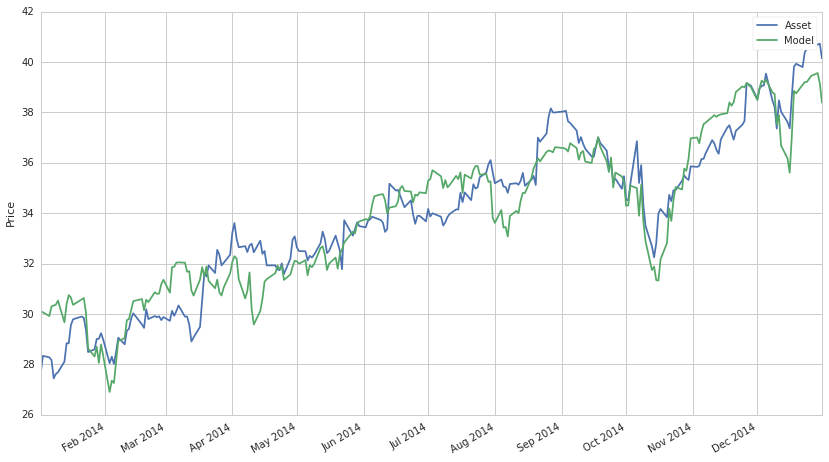 42
40
38
36
34
32
30
28
26
Price
Asset
Model
Feb 2014
Mar 2014
Apr 2014
May 2014
Jun 2014
Jul 2014
Aug 2014
Sep 2014
Oct 2014
Nov 2014
Dec 2014